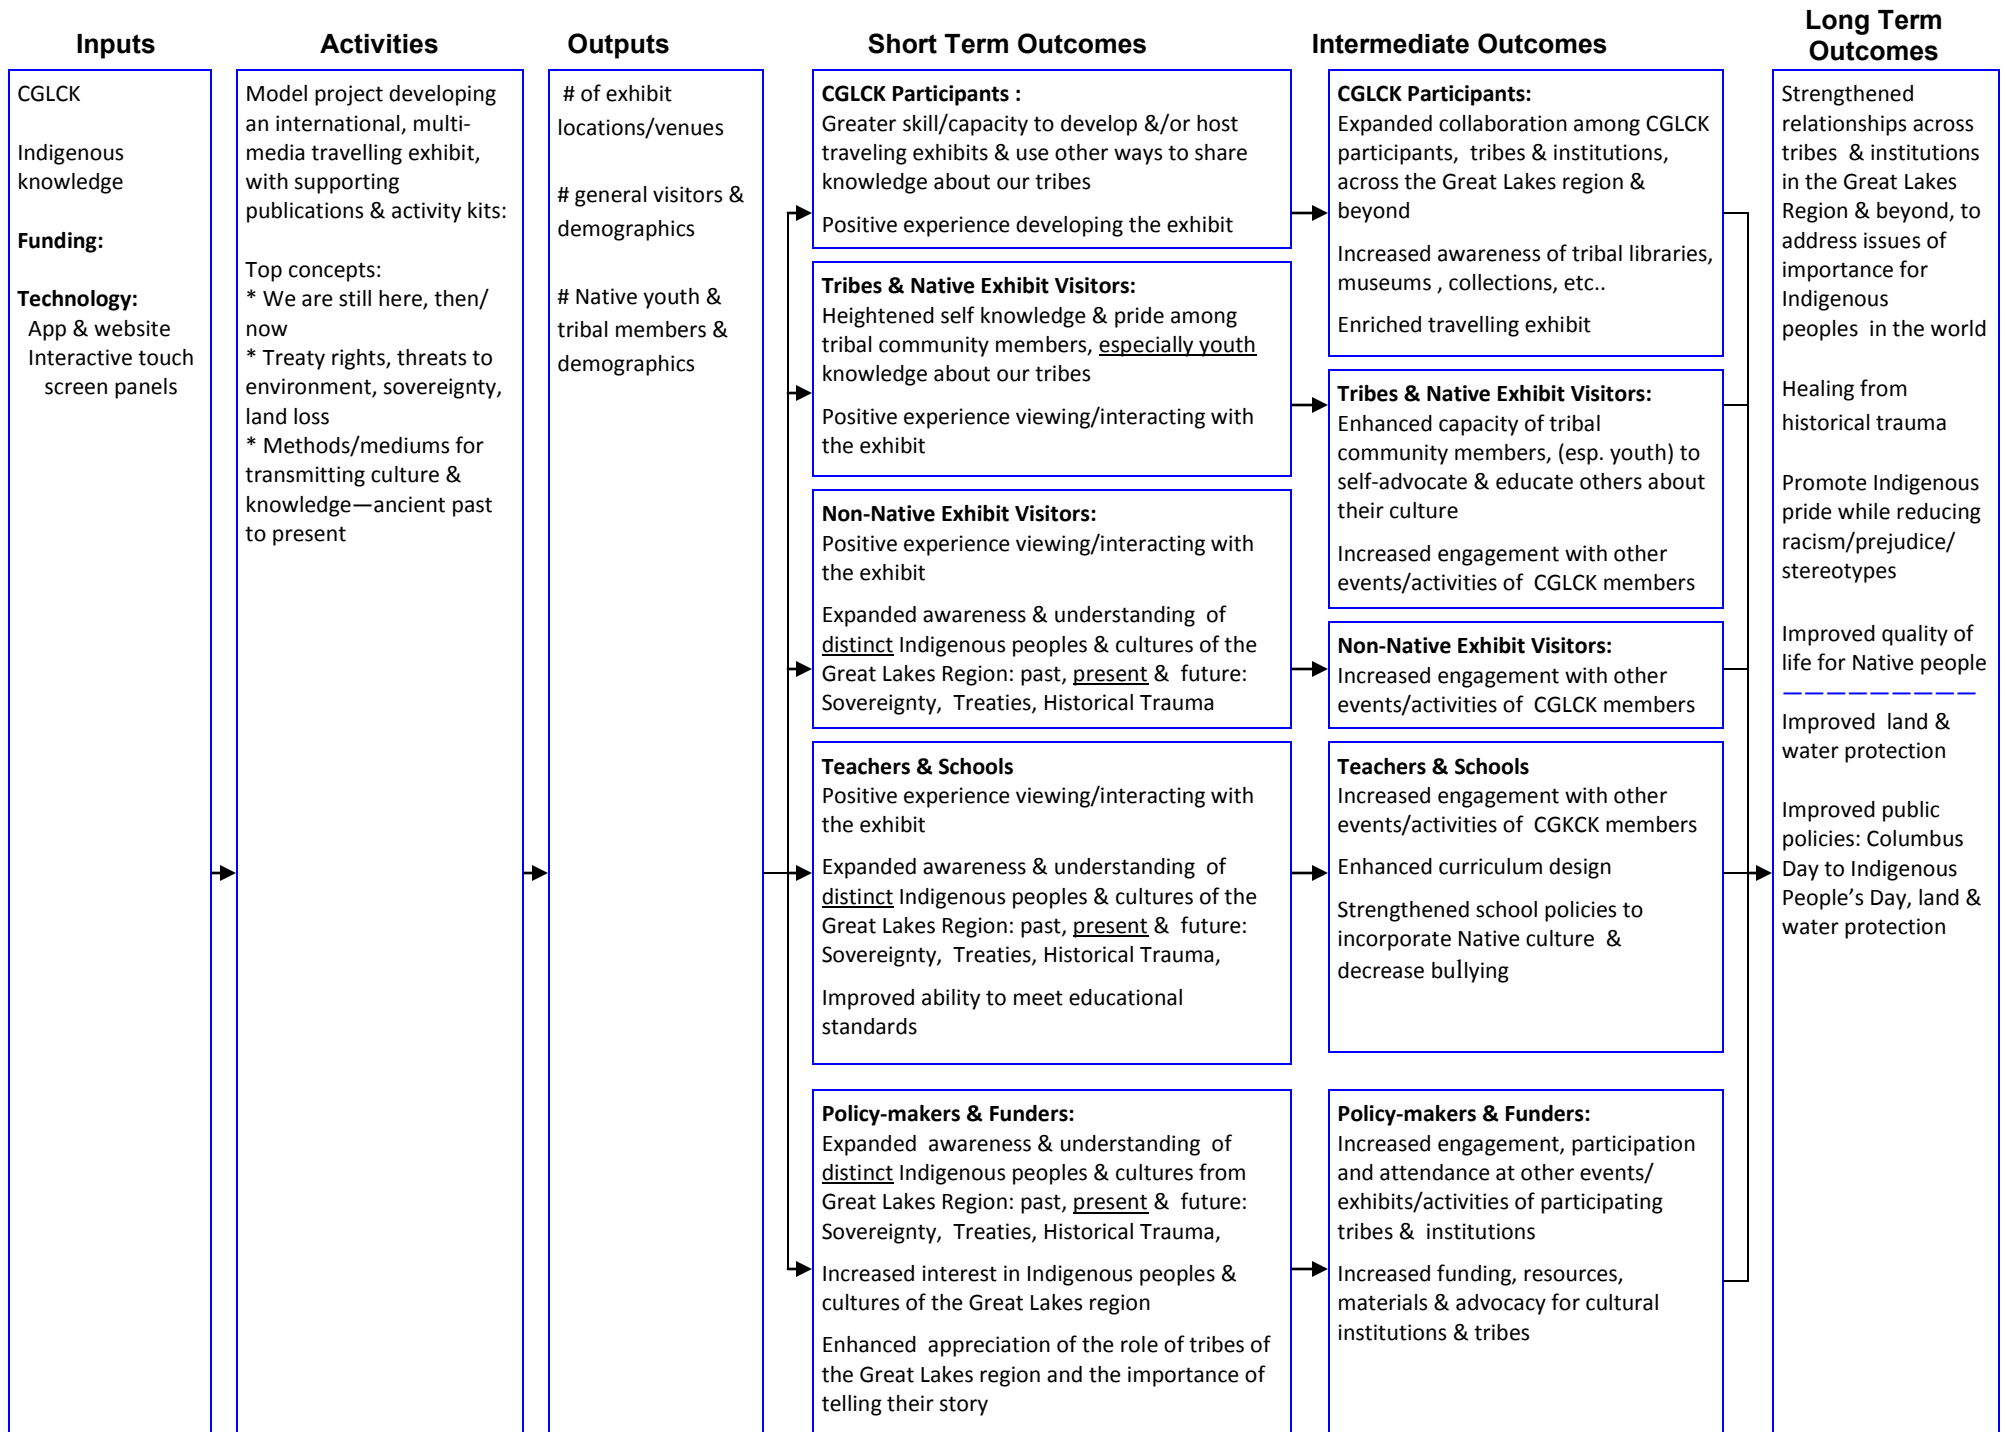 Inputs
Activities
Outputs
Short Term Outcomes
Intermediate Outcomes
Long Term
Outcomes
CGLCK
Indigenous
knowledge
Funding:
Technology:
App & website
Interactive touch
screen panels
Model project developing
an international, multi-
media travelling exhibit,
with supporting
publications & activity kits:
Top concepts:
* We are still here, then/
now
* Treaty rights, threats to
environment, sovereignty,
land loss
* Methods/mediums for
transmitting culture &
knowledge—ancient past
to present
# of exhibit
locations/venues
# general visitors &
demographics
# Native youth &
tribal members &
demographics
CGLCK Participants :
Greater skill/capacity to develop &/or host
traveling exhibits & use other ways to share
knowledge about our tribes
Positive experience developing the exhibit
Tribes & Native Exhibit Visitors:
Heightened self knowledge & pride among
tribal community members, especially youth
knowledge about our tribes
Positive experience viewing/interacting with
the exhibit
Non-Native Exhibit Visitors:
Positive experience viewing/interacting with
the exhibit
Expanded awareness & understanding of
distinct Indigenous peoples & cultures of the
Great Lakes Region: past, present & future:
Sovereignty, Treaties, Historical Trauma
Teachers & Schools
Positive experience viewing/interacting with
the exhibit
Expanded awareness & understanding of
distinct Indigenous peoples & cultures of the
Great Lakes Region: past, present & future:
Sovereignty, Treaties, Historical Trauma,
Improved ability to meet educational
standards
Policy-makers & Funders:
Expanded awareness & understanding of
distinct Indigenous peoples & cultures from
Great Lakes Region: past, present & future:
Sovereignty, Treaties, Historical Trauma,
Increased interest in Indigenous peoples &
cultures of the Great Lakes region
Enhanced appreciation of the role of tribes of
the Great Lakes region and the importance of
telling their story
CGLCK Participants:
Expanded collaboration among CGLCK
participants, tribes & institutions,
across the Great Lakes region &
beyond
Increased awareness of tribal libraries,
museums , collections, etc..
Enriched travelling exhibit
Tribes & Native Exhibit Visitors:
Enhanced capacity of tribal
community members, (esp. youth) to
self-advocate & educate others about
their culture
Increased engagement with other
events/activities of CGLCK members
Non-Native Exhibit Visitors:
Increased engagement with other
events/activities of CGLCK members
Teachers & Schools
Increased engagement with other
events/activities of CGKCK members
Enhanced curriculum design
Strengthened school policies to
incorporate Native culture &
decrease bullying
Policy-makers & Funders:
Increased engagement, participation
and attendance at other events/
exhibits/activities of participating
tribes & institutions
Increased funding, resources,
materials & advocacy for cultural
institutions & tribes
Strengthened
relationships across
tribes & institutions
in the Great Lakes
Region & beyond, to
address issues of
importance for
Indigenous
peoples in the world
Healing from
historical trauma
Promote Indigenous
pride while reducing
racism/prejudice/
stereotypes
Improved quality of
life for Native people
—————————
Improved land &
water protection
Improved public
policies: Columbus
Day to Indigenous
People’s Day, land &
water protection